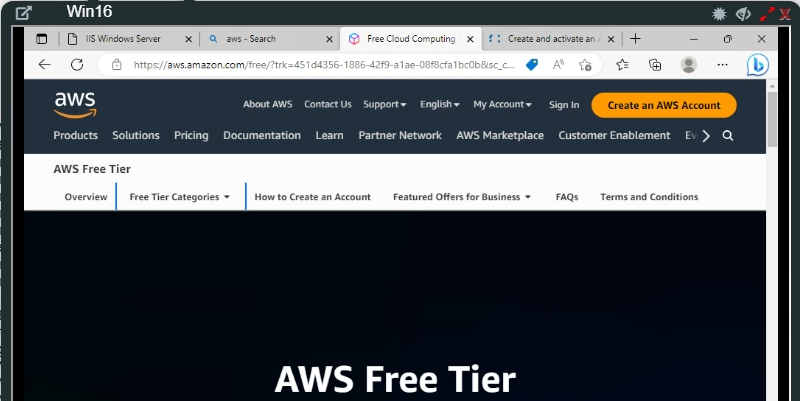 Win16
IIS Windows Server
aws - Search
Free Cloud Computing
Create and activate an
https://aws.amazon.com/free/?trk=451d4356-1886-42f9-a1ae-08f8cfa1bc0b&sc_c...
aws
About AWS Contact Us Support English My Account Sign In Create an AWS Account
Products Solutions Pricing Documentation Learn Partner Network AWS Marketplace Customer Enablement Ev
AWS Free Tier
Overview Free Tier Categories How to Create an Account Featured Offers for Business FAQs Terms and Conditions
AWS Free Tier